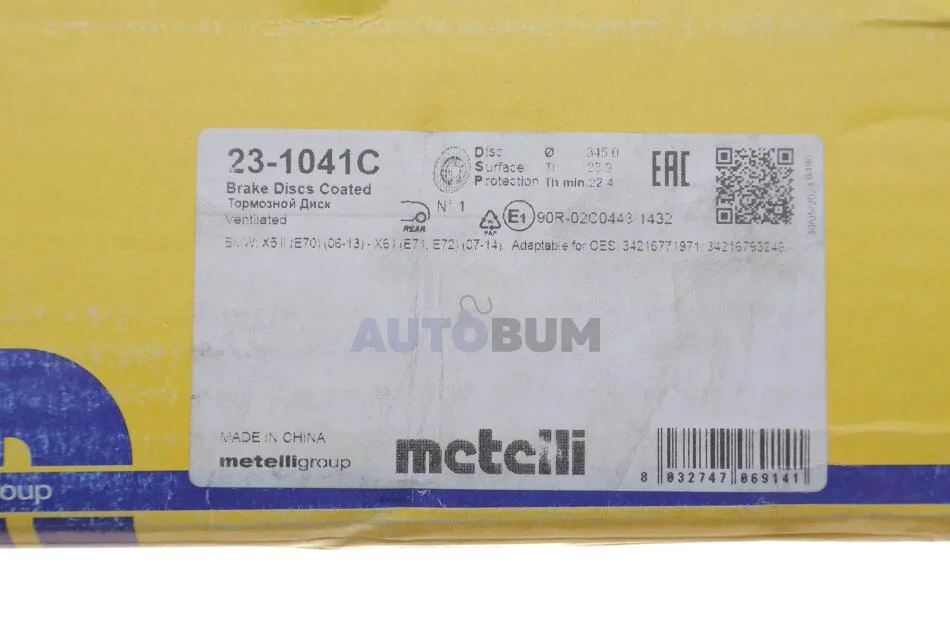 23-1041C
Brake Discs Coated
Тормозной Диск
Ventilated
Disc Ø 345.0
Surface Th 23.9
Protection Th min. 22.4
EAC
REAR
N° 1
PAP
E1 90R-02C0443/1432
BMW: X5 II (E70) (06-13) - X6 I (E71, E72) (07-14). Adaptable for OES: 34216771971; 34216793246
AUTOBUM
MADE IN CHINA
metelligroup
metelli
8 032747 069141
oup